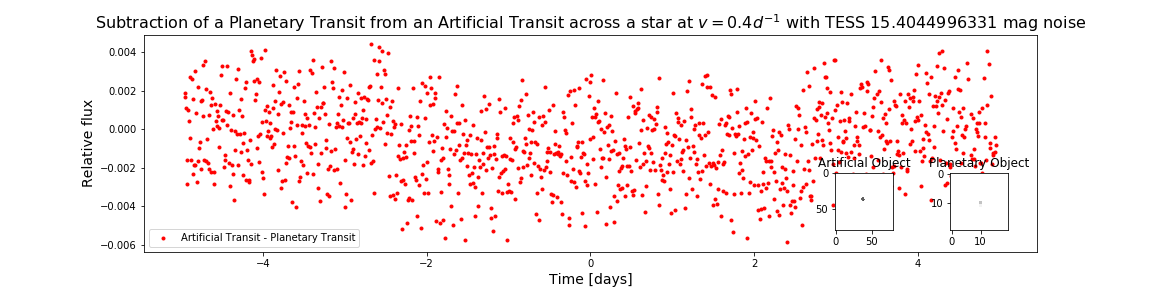 Subtraction of a Planetary Transit from an Artificial Transit across a star at v = 0.4d⁻¹ with TESS 15.4044996331 mag noise
Relative flux
0.004
0.002
0.000
−0.002
−0.004
−0.006
Artificial Transit - Planetary Transit
Artificial Object
0
50
0 50
Planetary Object
0
10
0 10
−4 −2 0 2 4
Time [days]